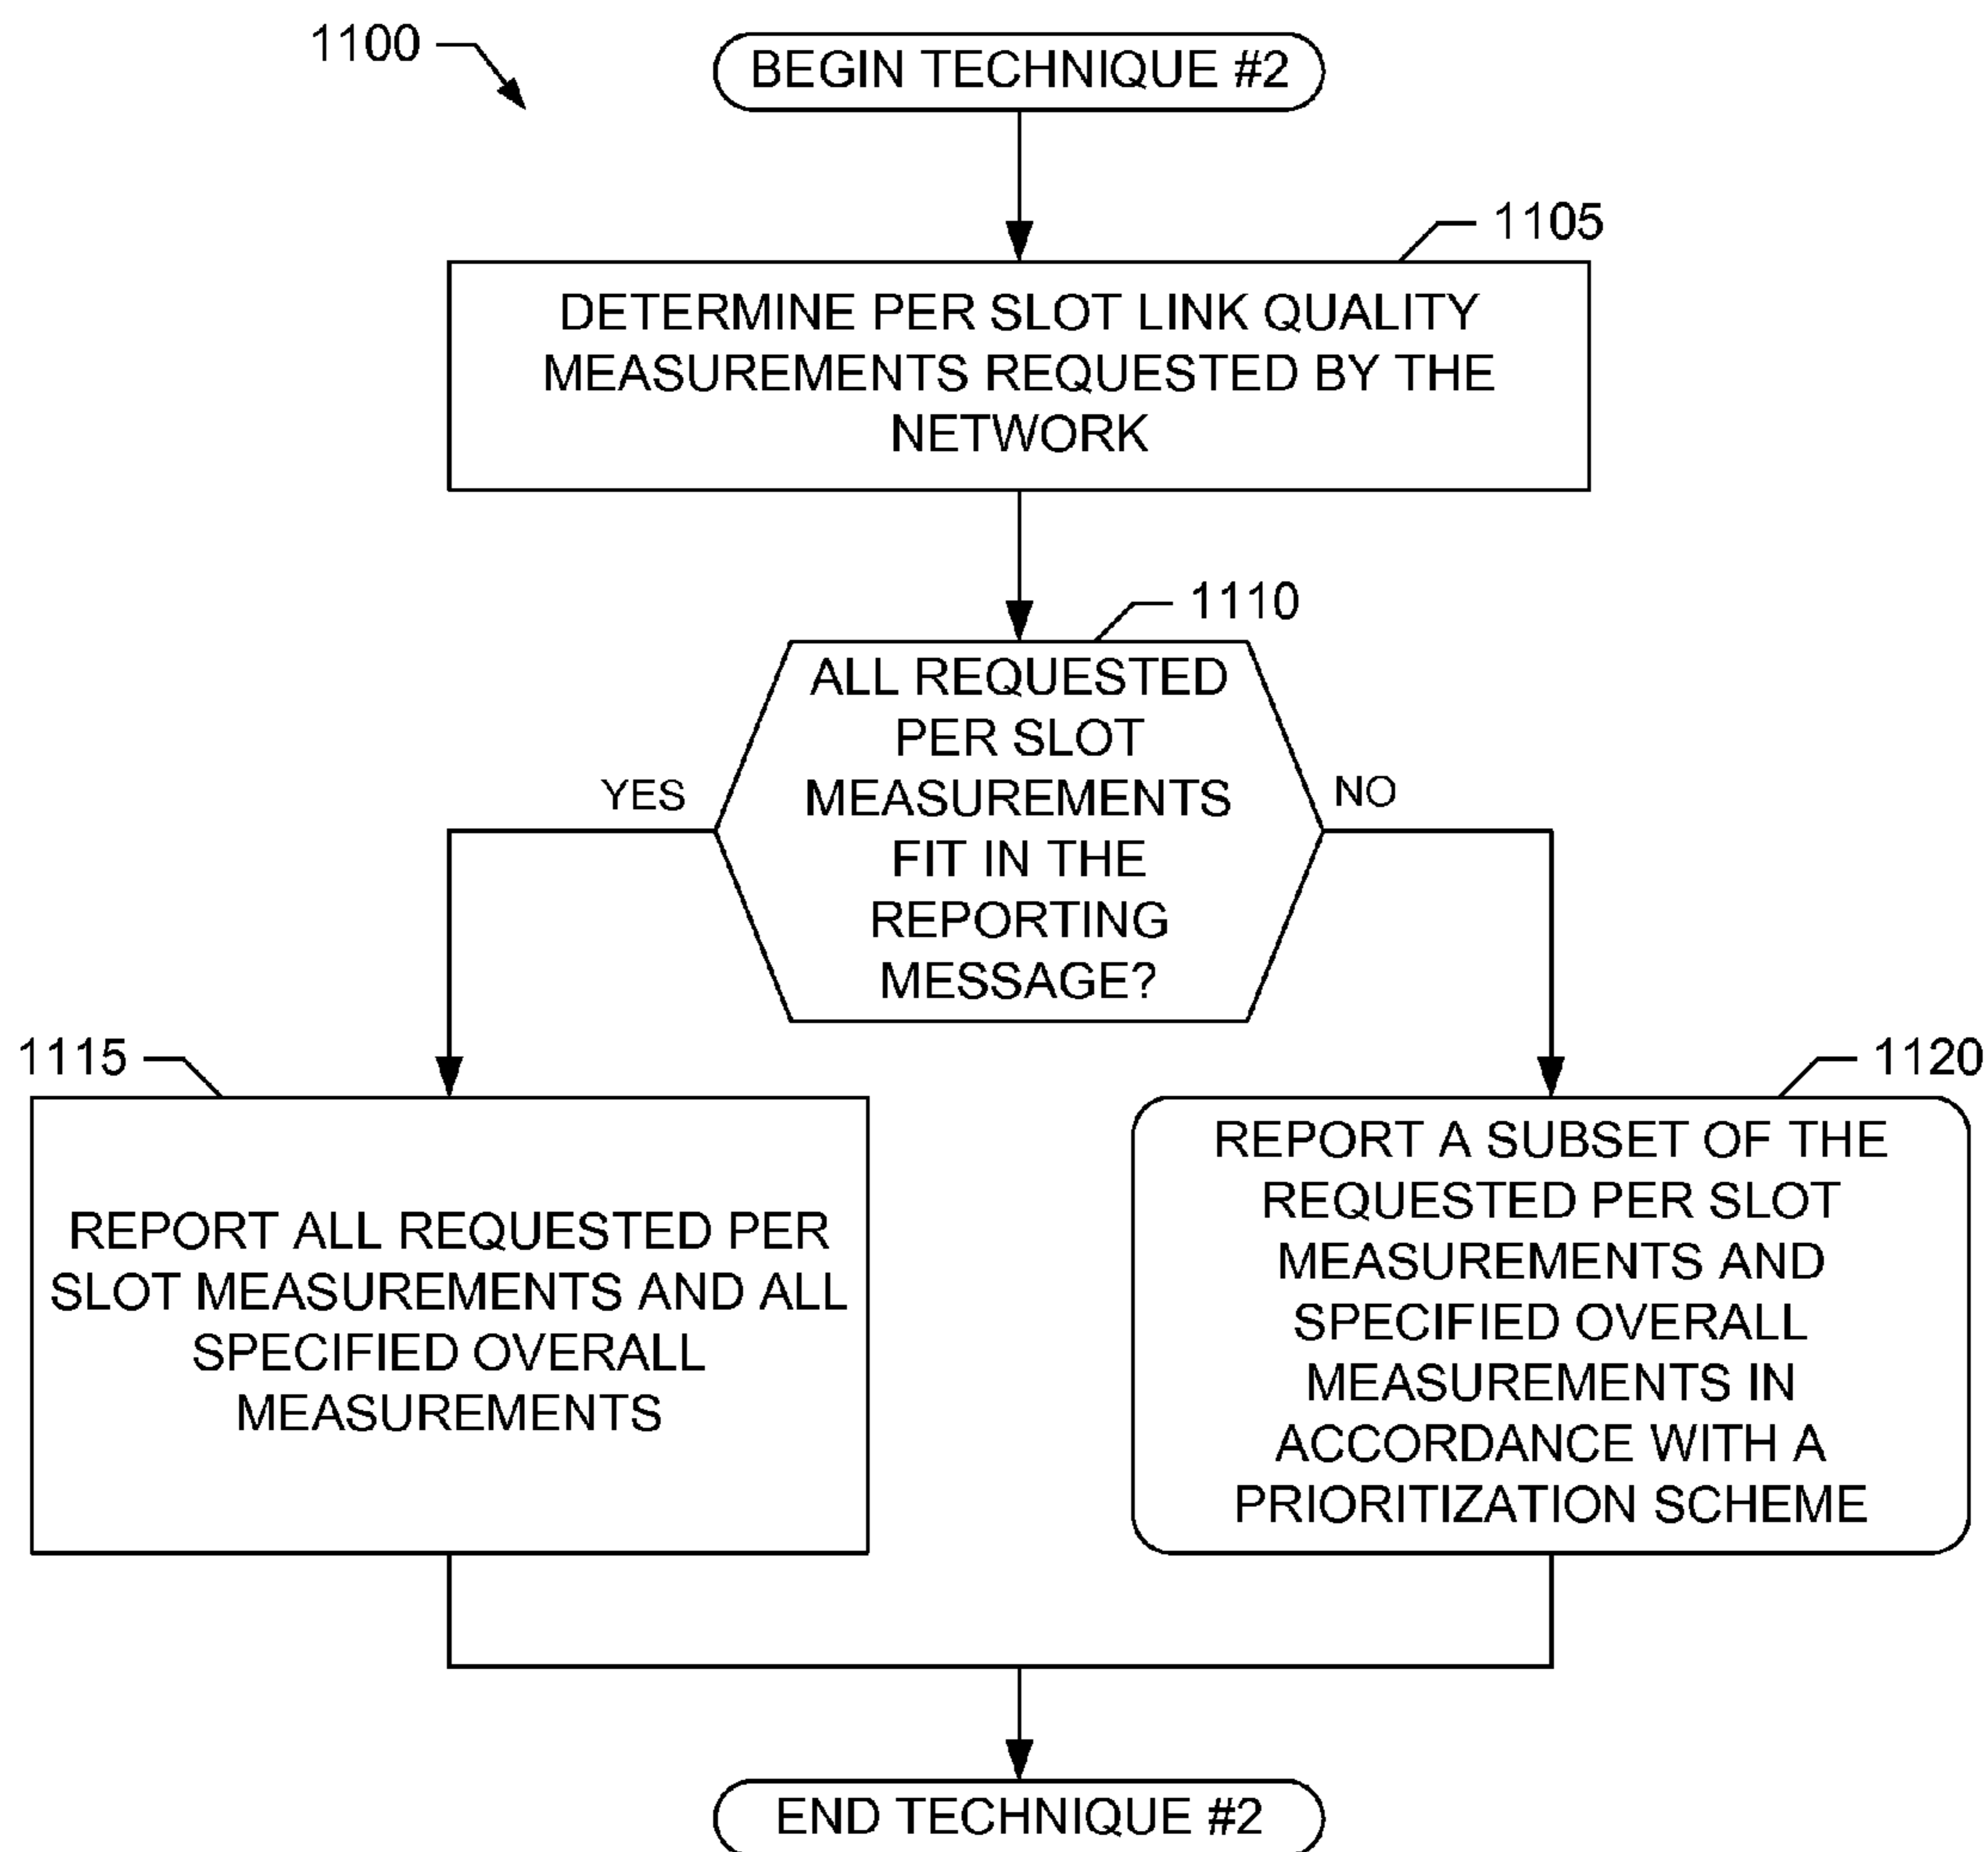 1100
BEGIN TECHNIQUE #2
1105
DETERMINE PER SLOT LINK QUALITY
MEASUREMENTS REQUESTED BY THE
NETWORK
1110
ALL REQUESTED
PER SLOT
MEASUREMENTS
FIT IN THE
REPORTING
MESSAGE?
YES
NO
1115
REPORT ALL REQUESTED PER
SLOT MEASUREMENTS AND ALL
SPECIFIED OVERALL
MEASUREMENTS
1120
REPORT A SUBSET OF THE
REQUESTED PER SLOT
MEASUREMENTS AND
SPECIFIED OVERALL
MEASUREMENTS IN
ACCORDANCE WITH A
PRIORITIZATION SCHEME
END TECHNIQUE #2